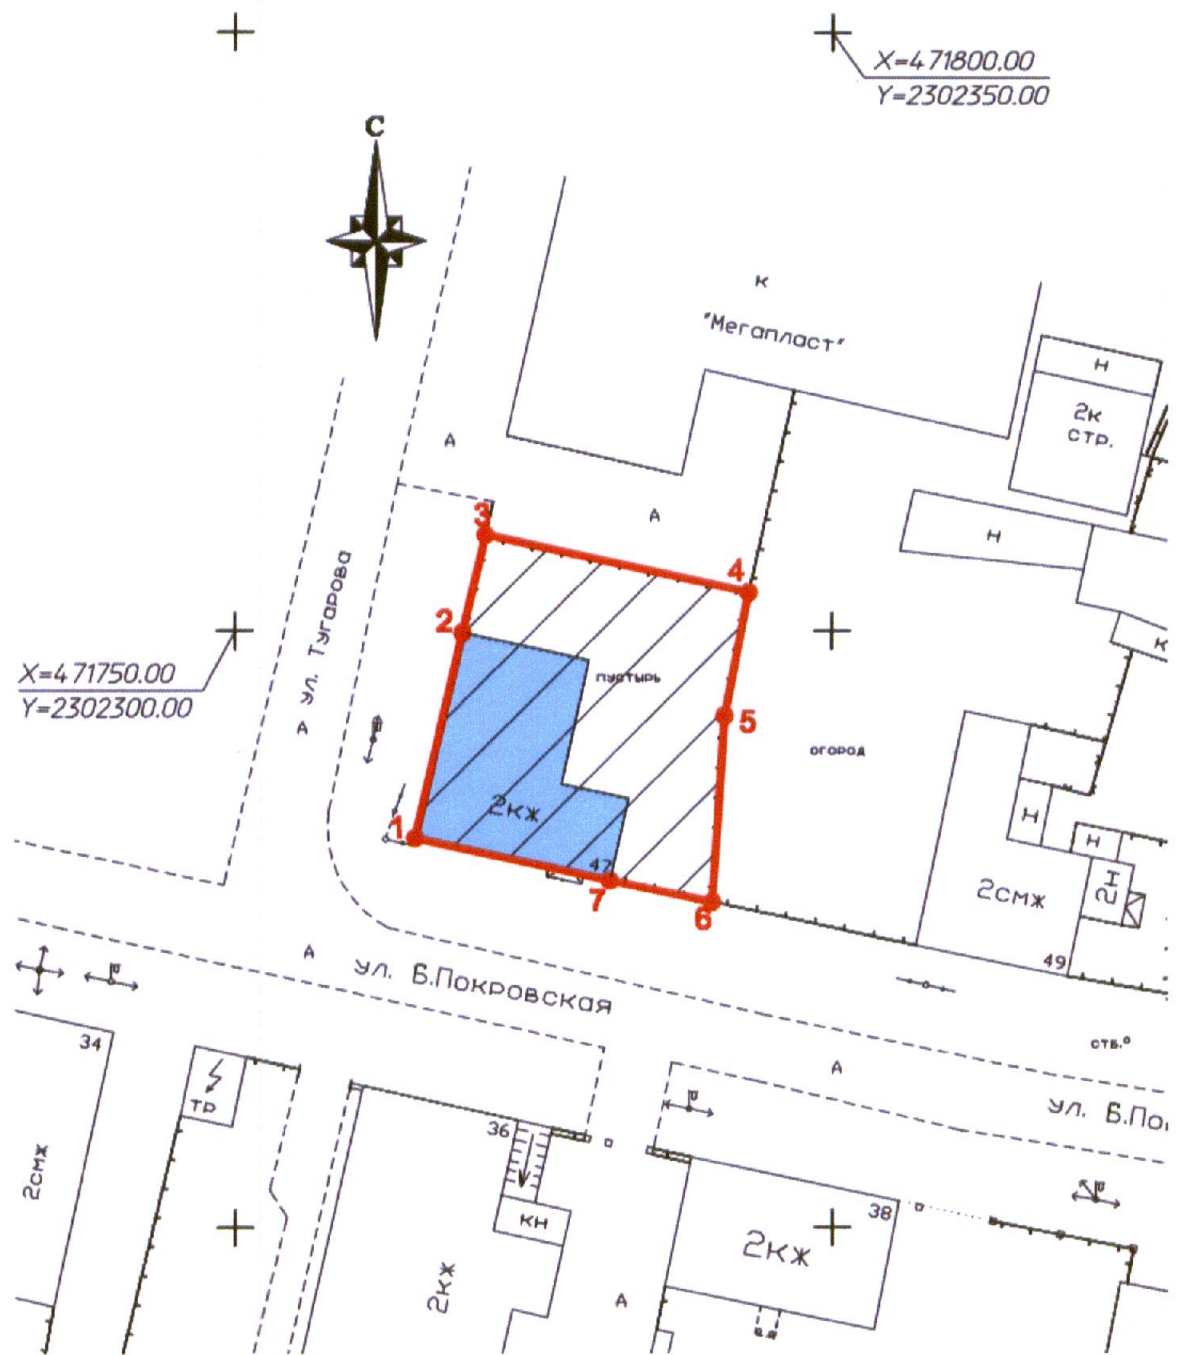 X=471800.00
Y=2302350.00
С
К
"Мегапласт"
Н
2К
СТР.
А
А
Н
3
4
2
ул. Тугарова
К
X=471750.00
Y=2302300.00
ПУСТЫРЬ
5
А
ОГОРОД
2КЖ
1
Н
Н
47
7
6
2СМЖ
2Н
49
А
ул. Б.Покровская
34
СТБ.
А
ТР
36
ул. Б.По
2СМЖ
38
КН
2КЖ
2КЖ
А